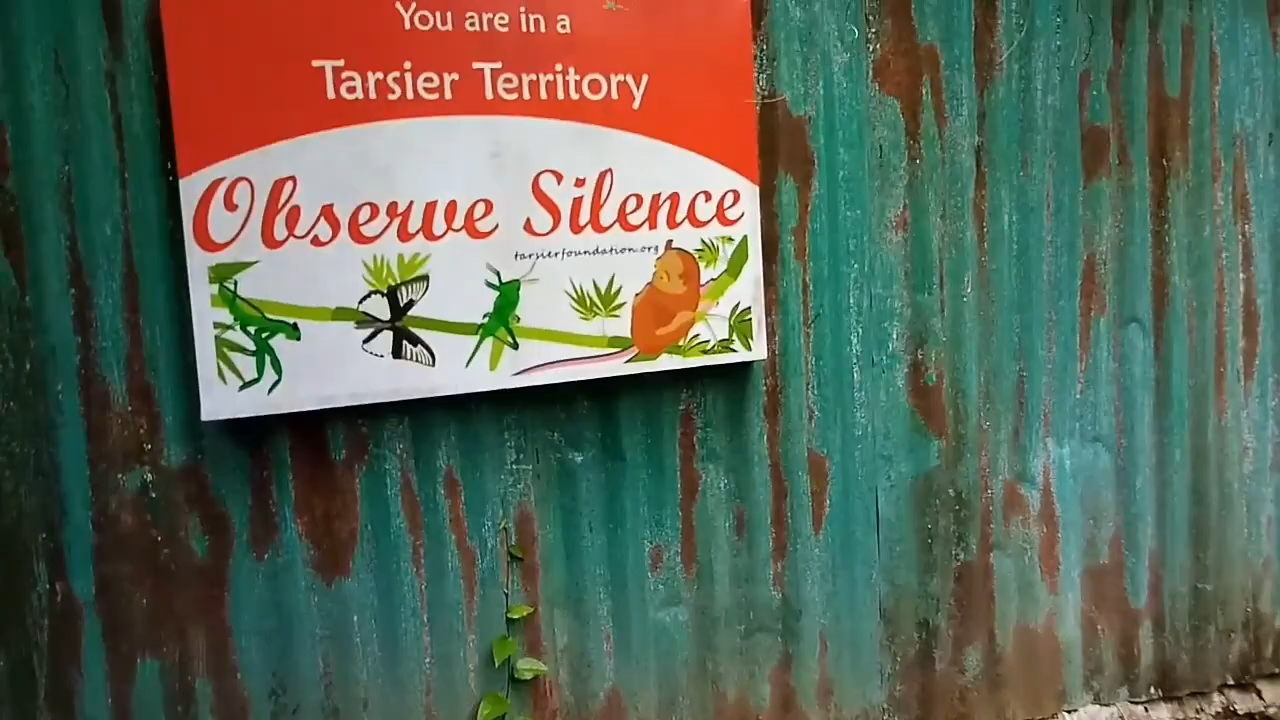 You are in a
Tarsier Territory
Observe Silence
tarsierfoundation.org